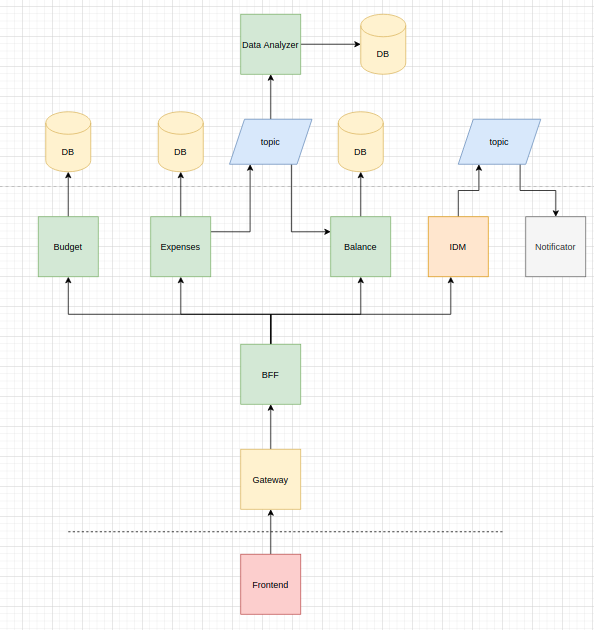 Data Analyzer
DB
DB
DB
topic
DB
topic
Budget
Expenses
Balance
IDM
Notificator
BFF
Gateway
Frontend